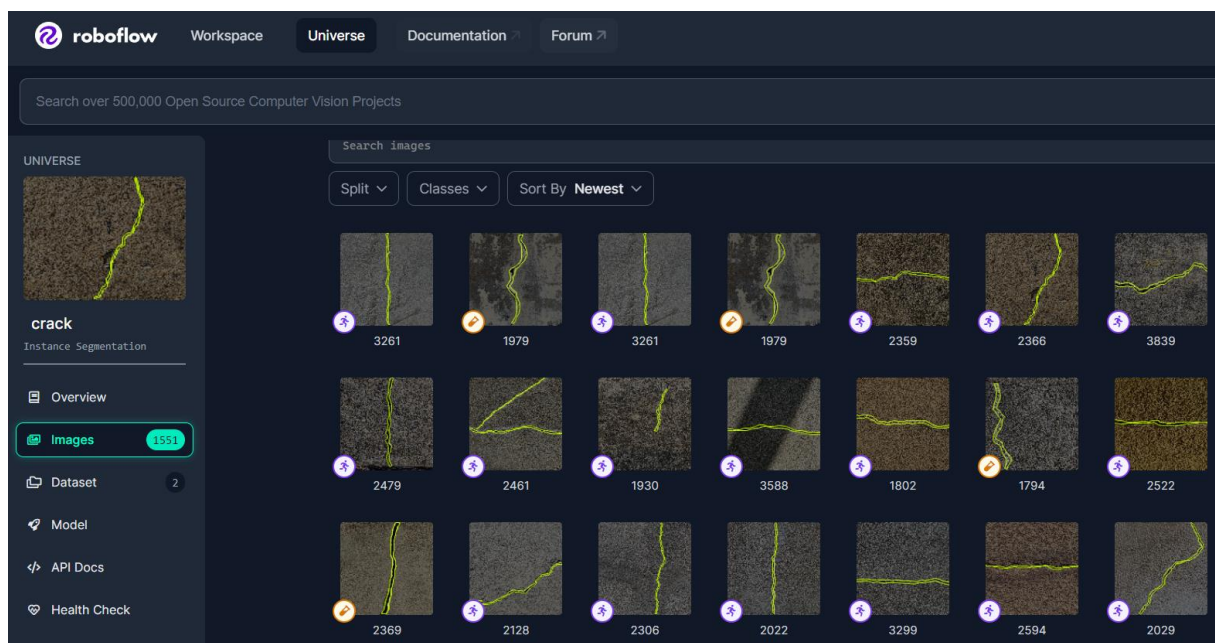 roboflow Workspace Universe Documentation Forum
Search over 500,000 Open Source Computer Vision Projects
UNIVERSE
crack
Instance Segmentation
Overview
Images 1551
Dataset 2
Model
</> API Docs
Health Check
Search images
Split Classes Sort By Newest
3261 1979 3261 1979 2359 2366 3839
2479 2461 1930 3588 1802 1794 2522
2369 2128 2306 2022 3299 2594 2029